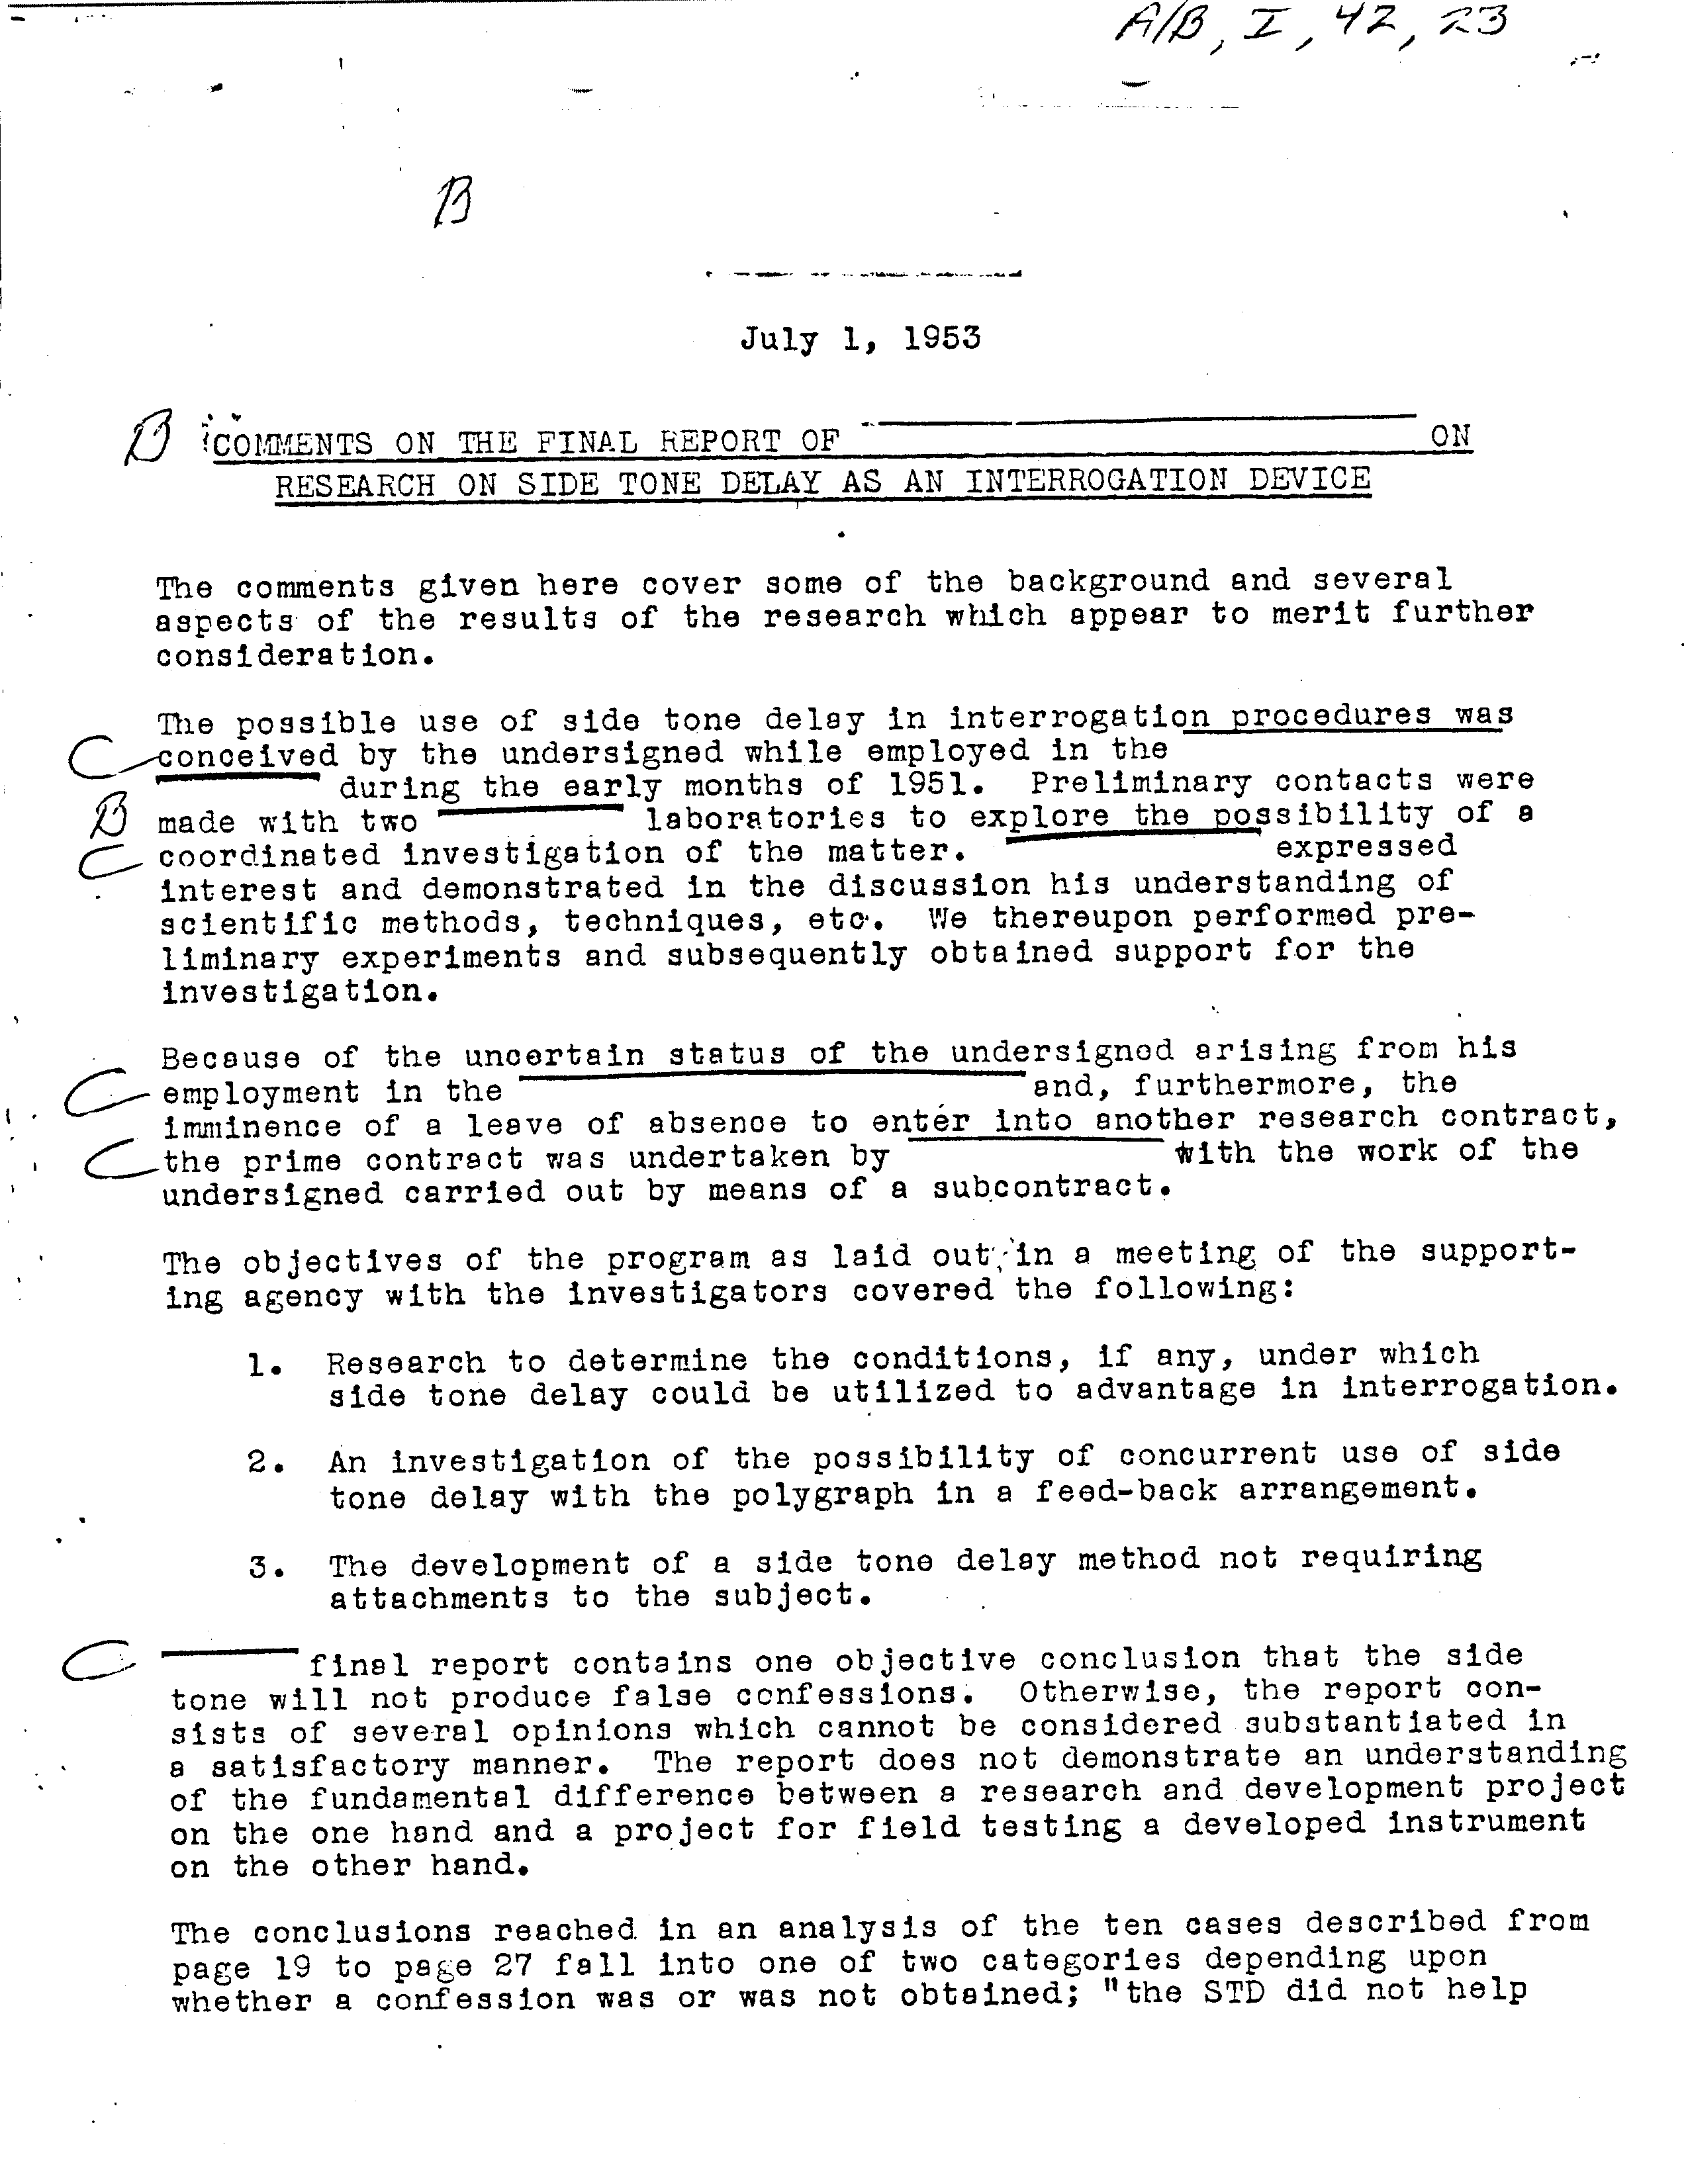 A/B, I, 42, 23
B
July 1, 1953
B COMMENTS ON THE FINAL REPORT OF ON
RESEARCH ON SIDE TONE DELAY AS AN INTERROGATION DEVICE
The comments given here cover some of the background and several
aspects of the results of the research which appear to merit further
consideration.
The possible use of side tone delay in interrogation procedures was
C conceived by the undersigned while employed in the
during the early months of 1951. Preliminary contacts were
B made with two laboratories to explore the possibility of a
C coordinated investigation of the matter. expressed
interest and demonstrated in the discussion his understanding of
scientific methods, techniques, etc. We thereupon performed pre-
liminary experiments and subsequently obtained support for the
investigation.
Because of the uncertain status of the undersigned arising from his
C employment in the and, furthermore, the
imminence of a leave of absence to enter into another research contract,
C the prime contract was undertaken by with the work of the
undersigned carried out by means of a subcontract.
The objectives of the program as laid out in a meeting of the support-
ing agency with the investigators covered the following:
1. Research to determine the conditions, if any, under which
side tone delay could be utilized to advantage in interrogation.
2. An investigation of the possibility of concurrent use of side
tone delay with the polygraph in a feed-back arrangement.
3. The development of a side tone delay method not requiring
attachments to the subject.
C final report contains one objective conclusion that the side
tone will not produce false confessions. Otherwise, the report con-
sists of several opinions which cannot be considered substantiated in
a satisfactory manner. The report does not demonstrate an understanding
of the fundamental difference between a research and development project
on the one hand and a project for field testing a developed instrument
on the other hand.
The conclusions reached in an analysis of the ten cases described from
page 19 to page 27 fall into one of two categories depending upon
whether a confession was or was not obtained; "the STD did not help